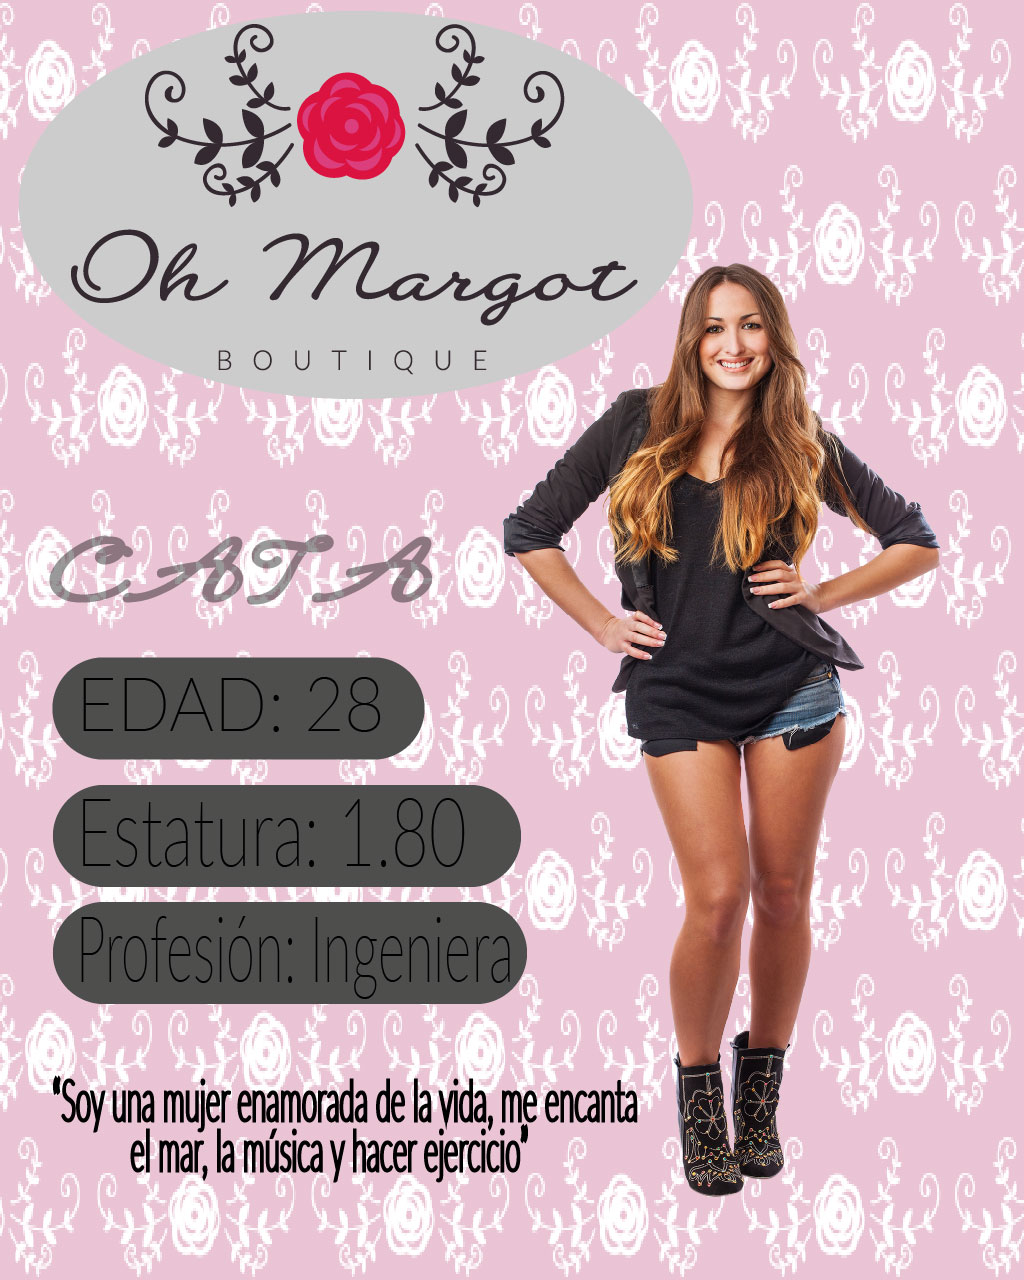 Oh Margot
BOUTIQUE
CATA
EDAD: 28
Estatura: 1.80
Profesión: Ingeniera
"Soy una mujer enamorada de la vida, me encanta
el mar, la música y hacer ejercicio"